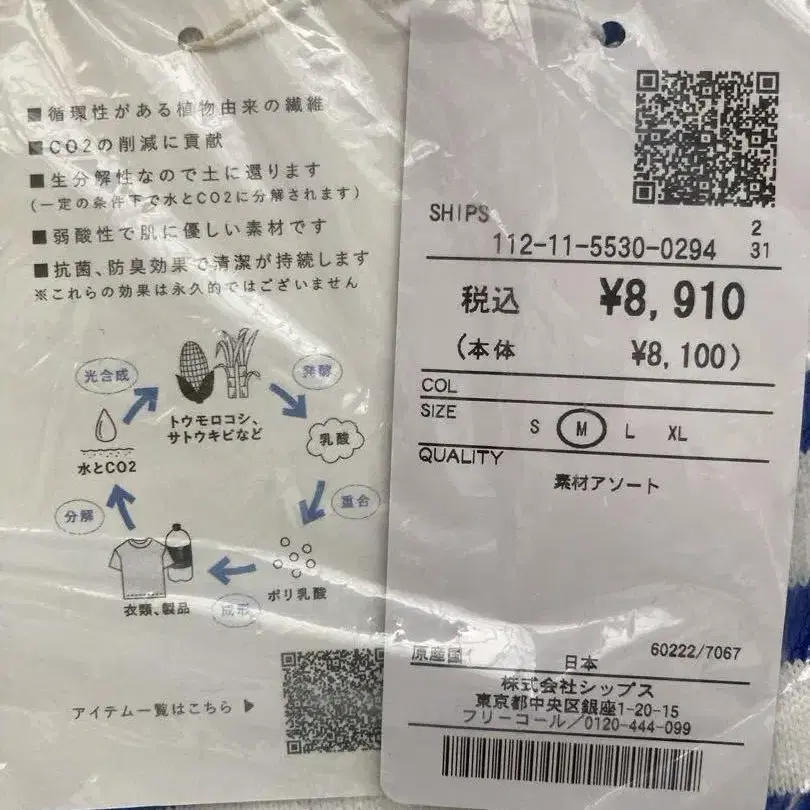 ■循環性がある植物由来の繊維
■CO2の削減に貢献
■生分解性なので土に還ります
(一定の条件下で水とCO2に分解されます)
■弱酸性で肌に優しい素材です
■抗菌、防臭効果で清潔が持続します
※これらの効果は永久的ではございません
光合成
発酵
トウモロコシ、
サトウキビなど
乳酸
水とCO2
分解
重合
衣類、製品
成形
ポリ乳酸
アイテム一覧はこちら ▶
SHIPS
2
112-11-5530-0294
31
税込 ¥8,910
(本体 ¥8,100)
COL
SIZE
S M L XL
QUALITY
素材アソート
60222/7067
原産国 日本
株式会社シップス
東京都中央区銀座1-20-15
フリーコール/0120-444-099